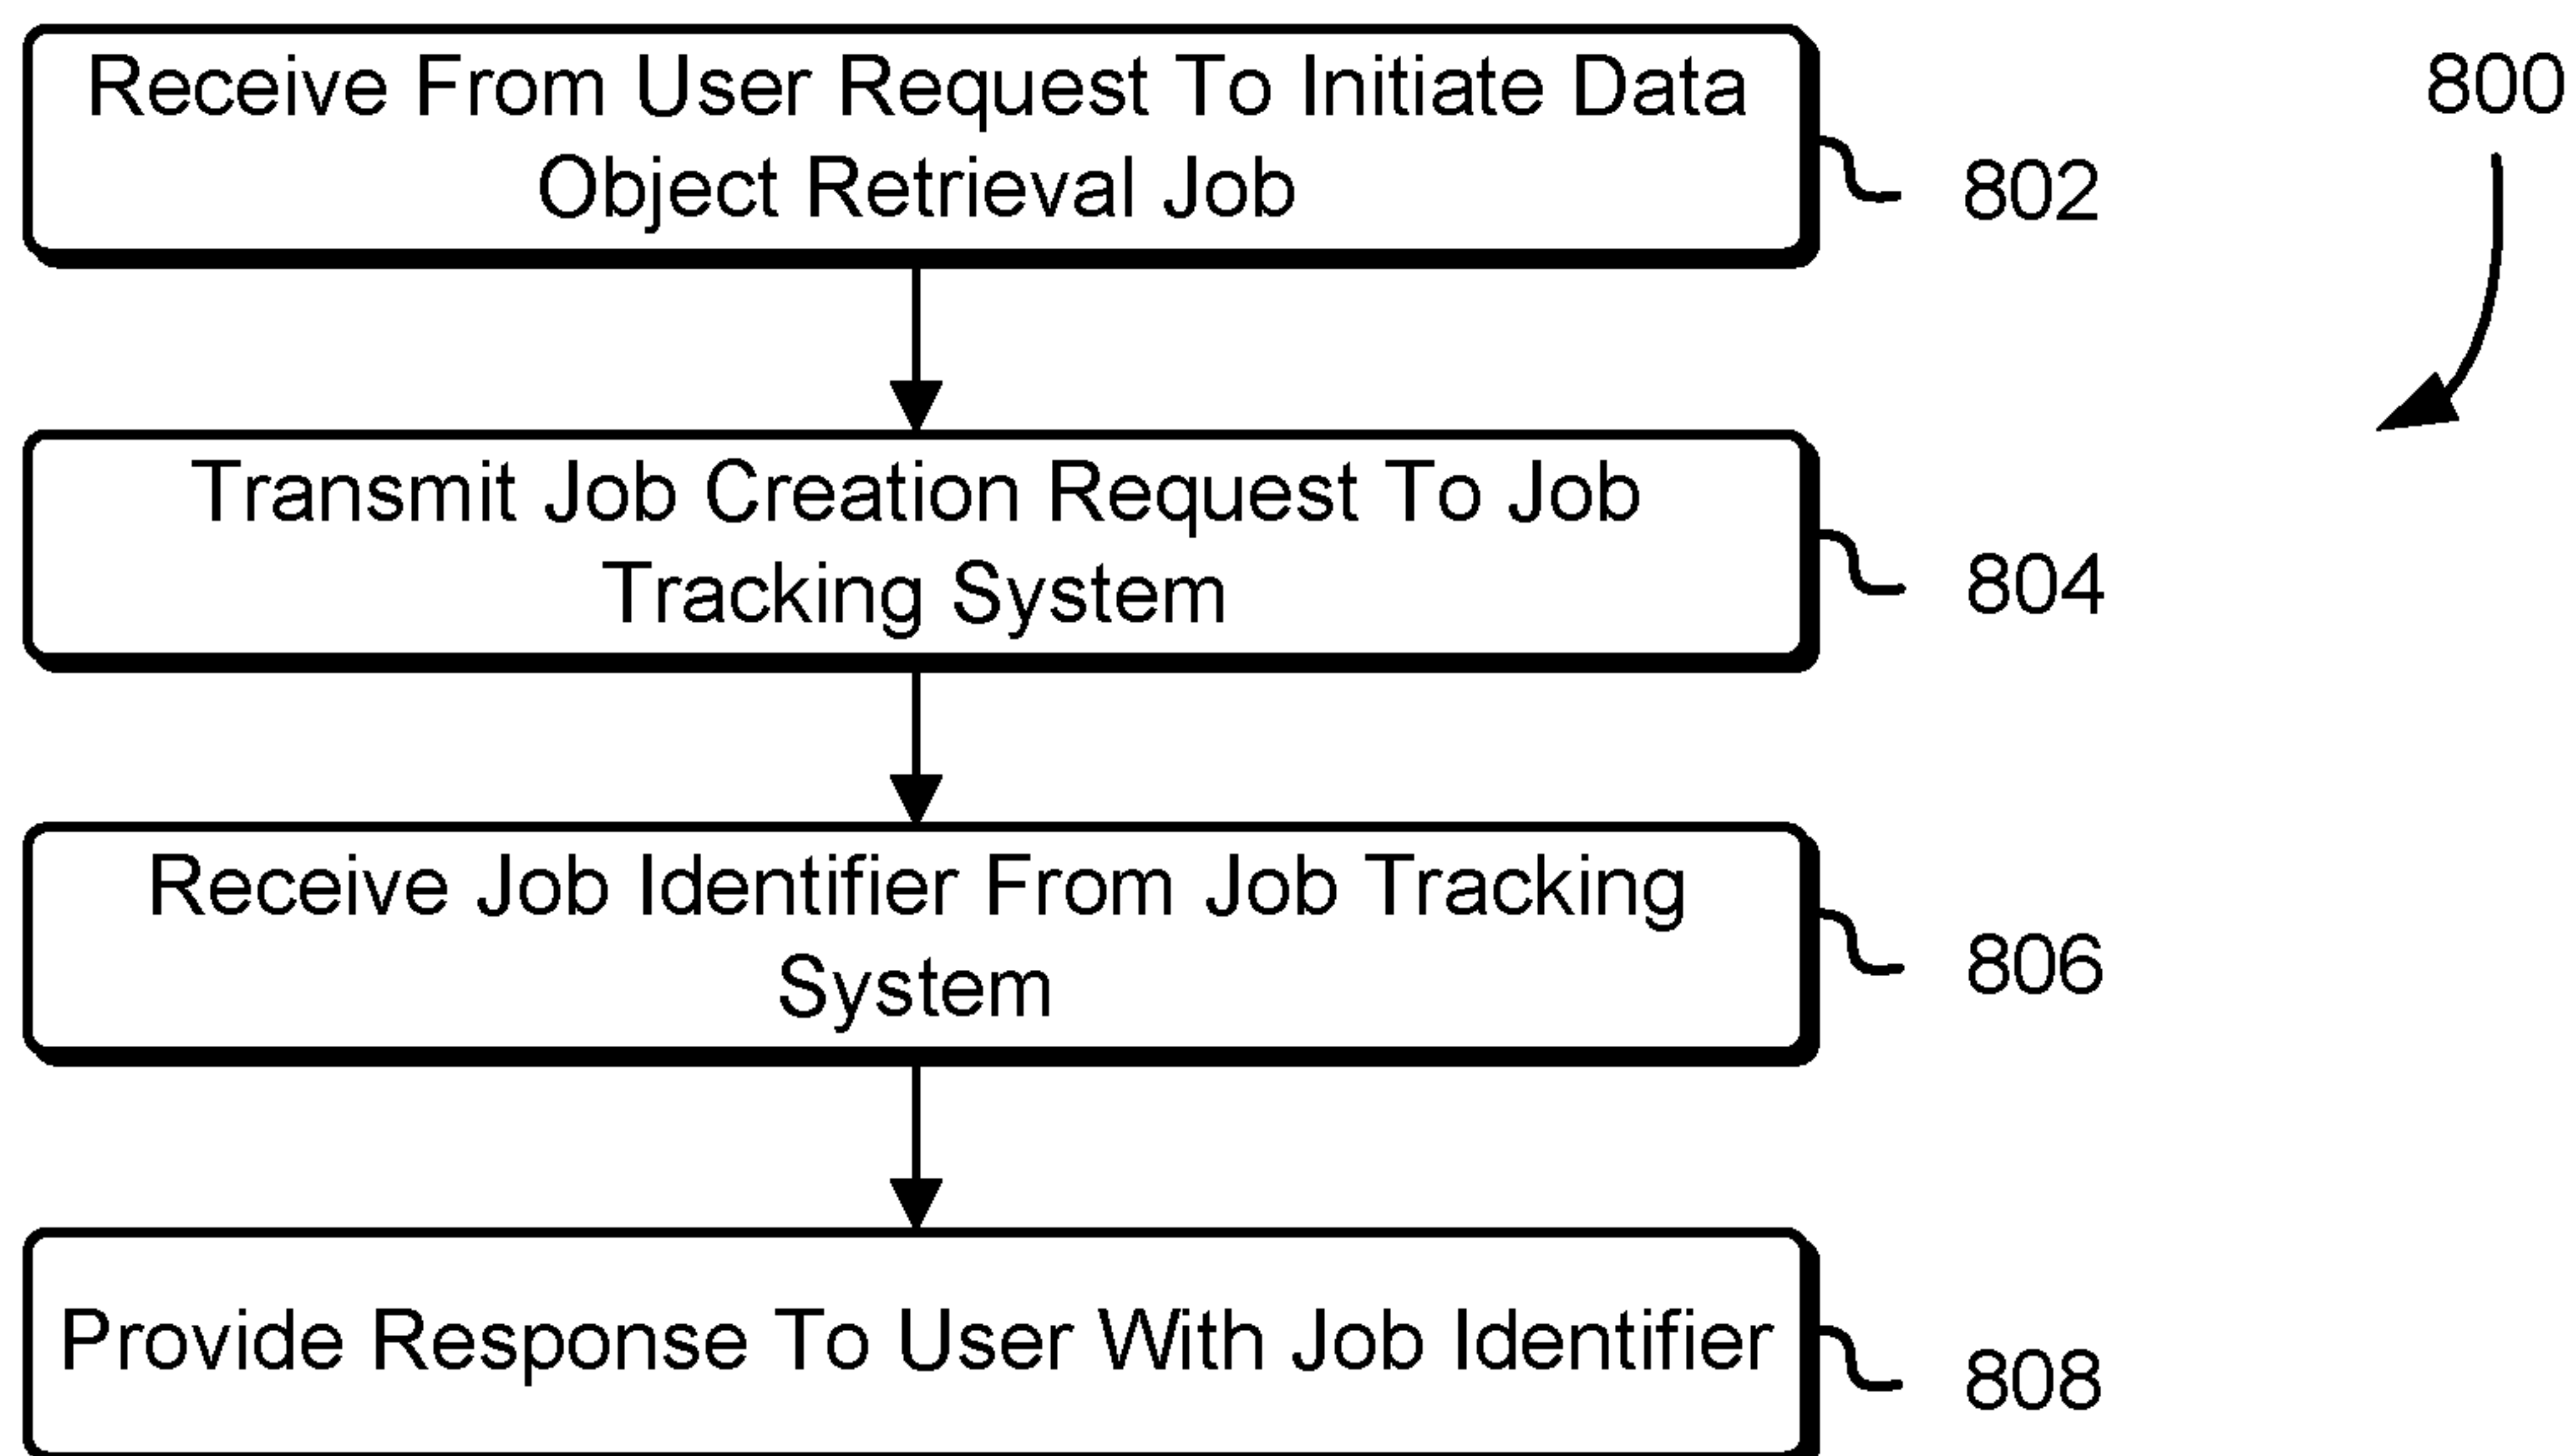 Receive From User Request To Initiate Data
Object Retrieval Job
800
802
Transmit Job Creation Request To Job
Tracking System
804
Receive Job Identifier From Job Tracking
System
806
Provide Response To User With Job Identifier
808